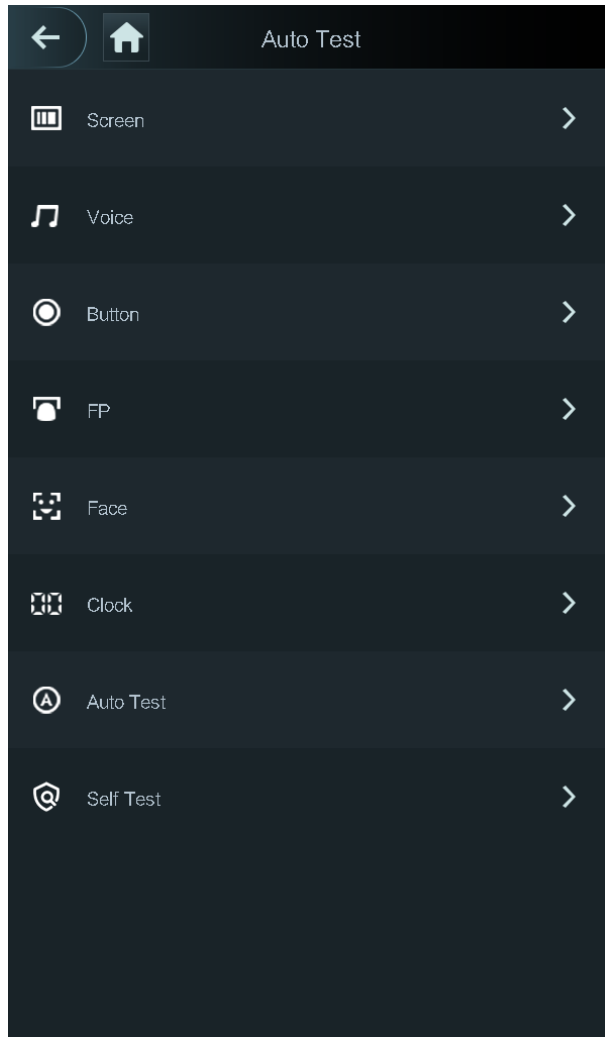 Auto Test
Screen
Voice
Button
FP
Face
Clock
Auto Test
Self Test